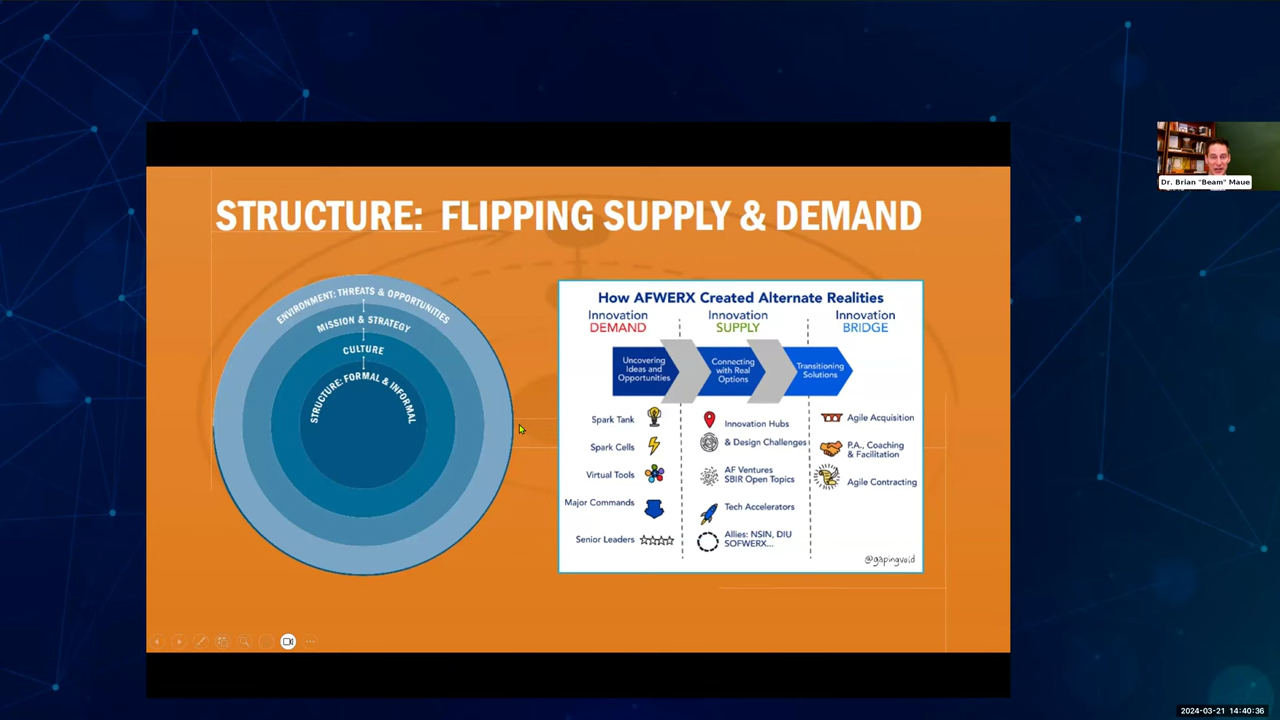 STRUCTURE: FLIPPING SUPPLY & DEMAND
ENVIRONMENT: THREATS & OPPORTUNITIES
MISSION & STRATEGY
CULTURE
STRUCTURE: FORMAL & INFORMAL
How AFWERX Created Alternate Realities
Innovation
DEMAND
Innovation
SUPPLY
Innovation
BRIDGE
Uncovering
Ideas and
Opportunities
Connecting
with Real
Options
Transitioning
Solutions
Spark Tank
Spark Cells
Virtual Tools
Major Commands
Senior Leaders
Innovation Hubs
& Design Challenges
AF Ventures
SBIR Open Topics
Tech Accelerators
Allies: NSIN, DIU
SOFWERX...
Agile Acquisition
P.A., Coaching
& Facilitation
Agile Contracting
@gapingvoid
Dr. Brian "Beam" Maue
2024-03-21 14:40:36